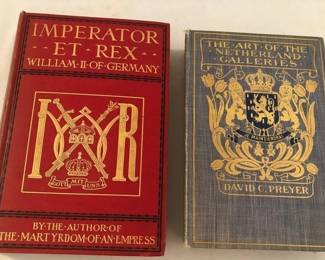 IMPERATOR
ET
REX
WILLIAM·II·OF·GERMANY
GOTT MIT UNS
BY·THE·AUTHOR·OF
THE·MARTYRDOM·OF·AN·EMPRESS
THE·ART·OF·THE
NETHERLAND
GALLERIES
DAVID C. PREYER